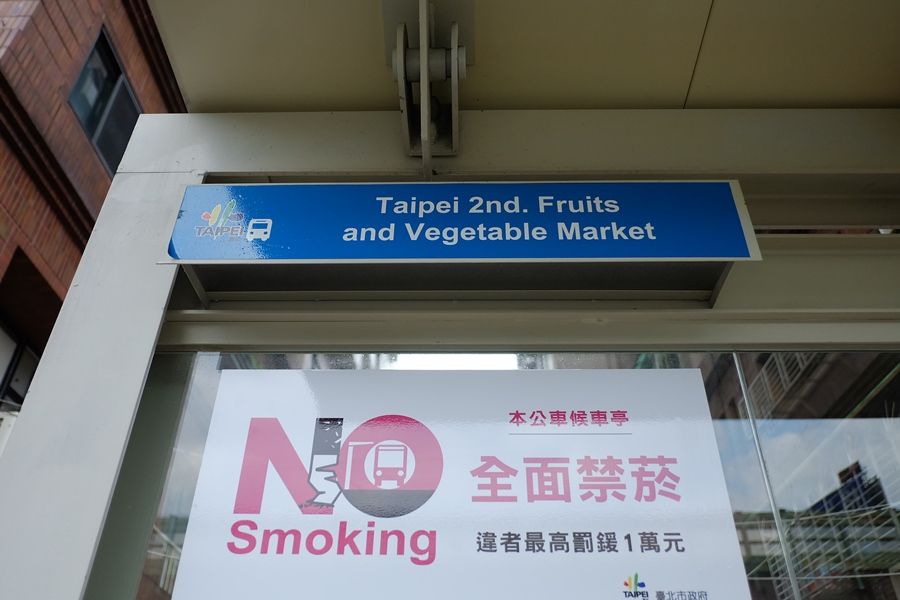 Taipei 2nd. Fruits
and Vegetable Market
TAIPEI
NO
Smoking
本公車候車亭
全面禁菸
違者最高罰鍰1萬元
TAIPEI
臺北市政府